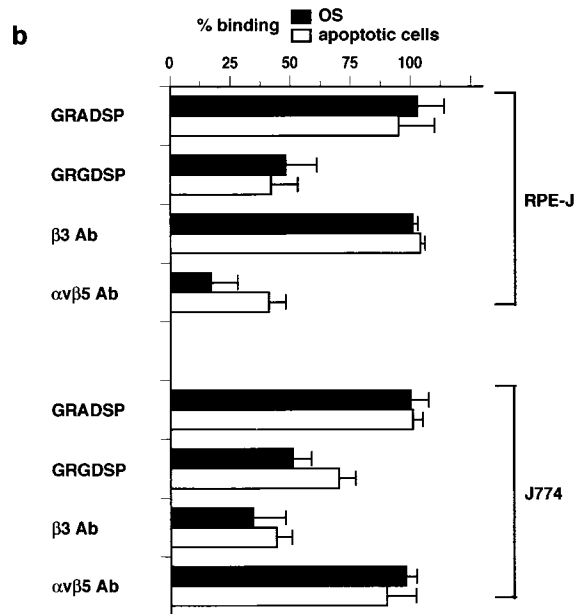 b
% binding
OS
apoptotic cells
0 25 50 75 100
GRADSP
GRGDSP
β3 Ab
αvβ5 Ab
RPE-J
GRADSP
GRGDSP
β3 Ab
αvβ5 Ab
J774